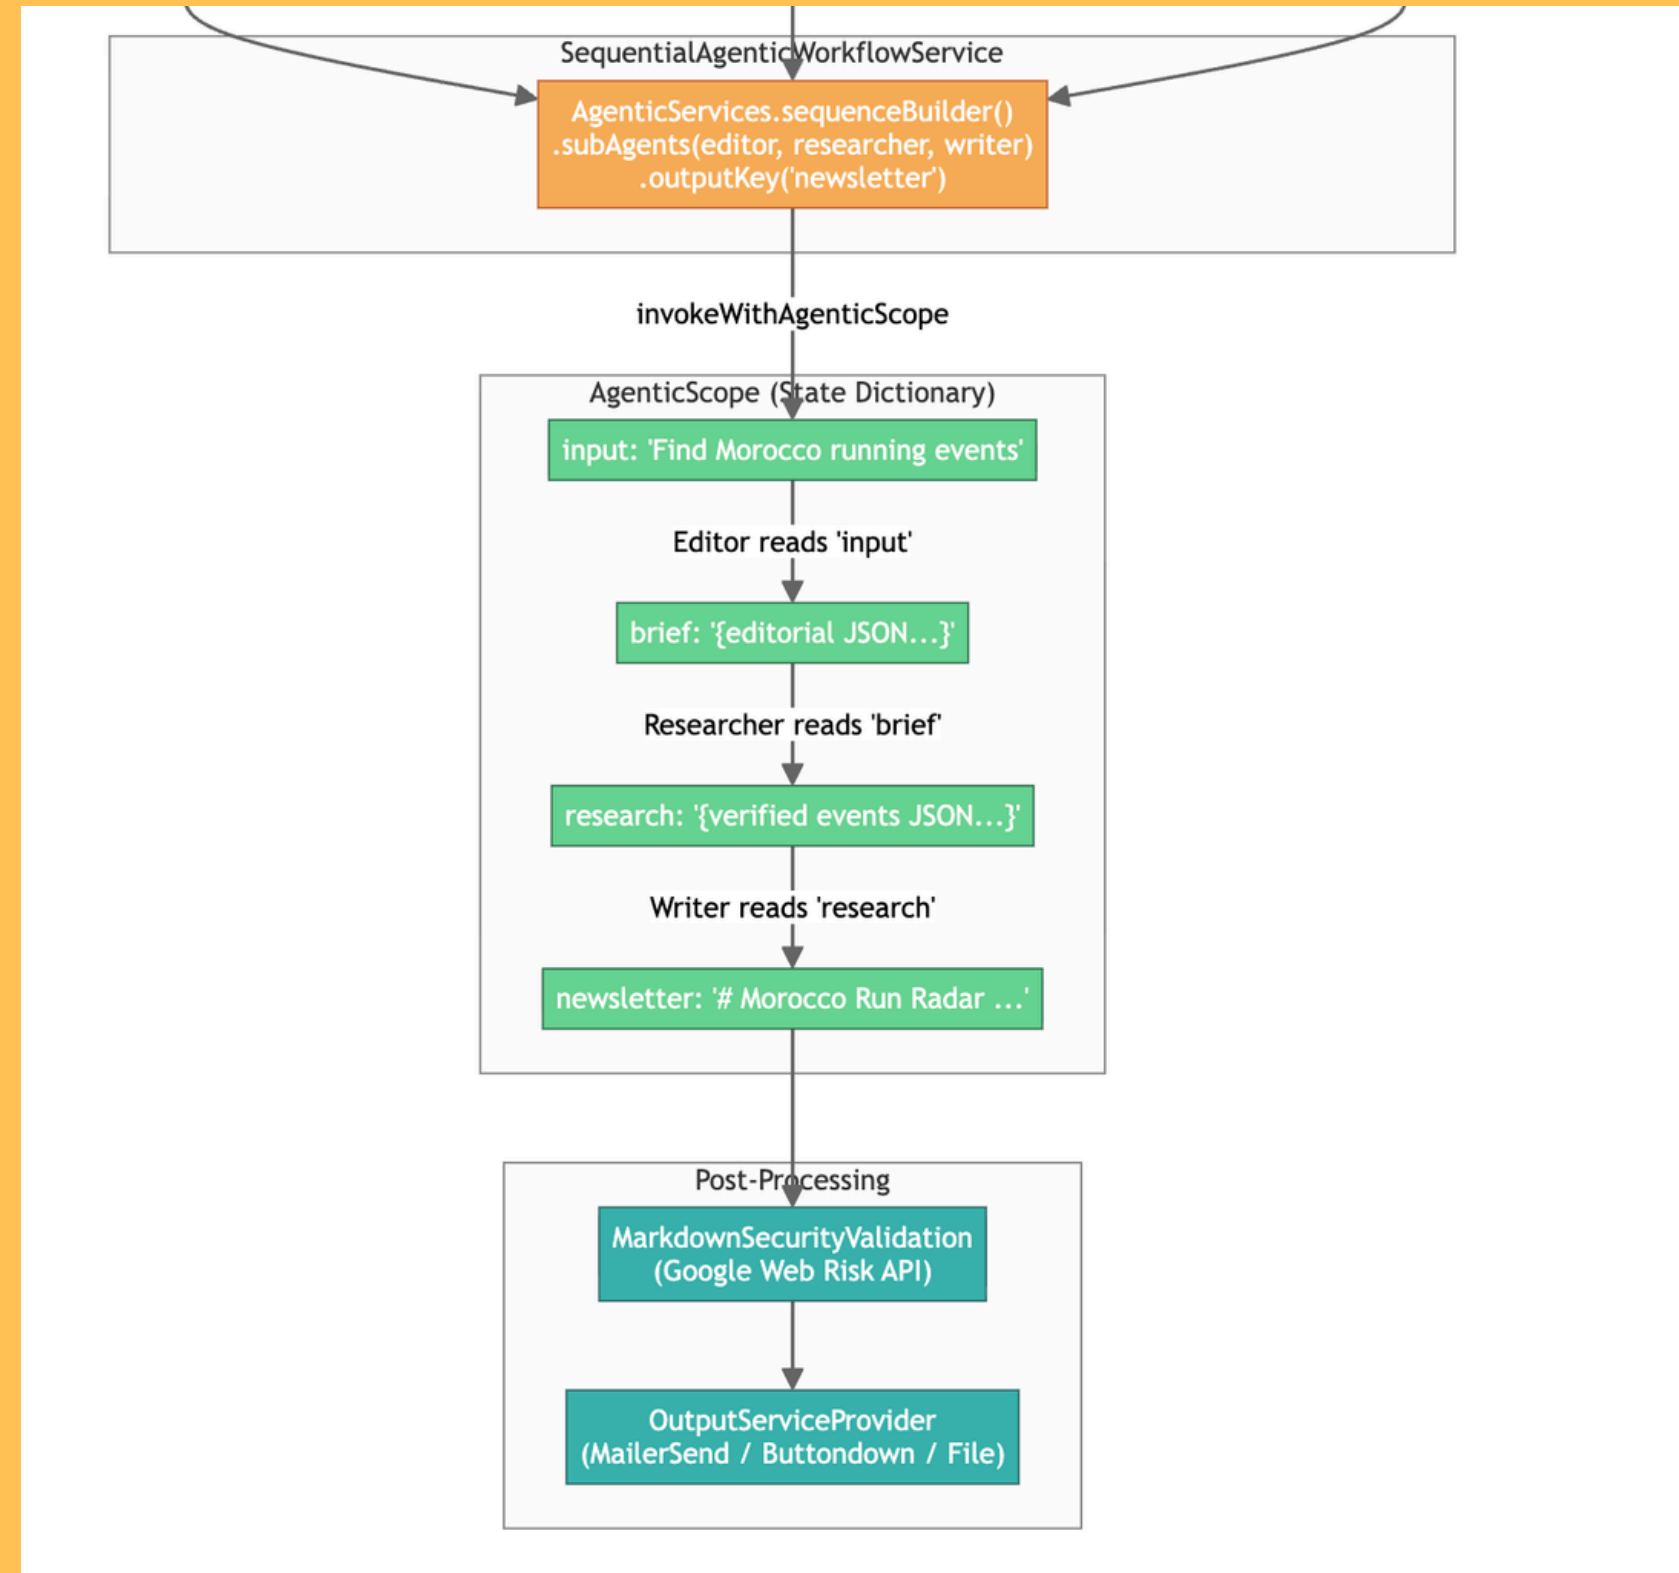 SequentialAgenticWorkflowService
AgenticServices.sequenceBuilder()
.subAgents(editor, researcher, writer)
.outputKey('newsletter')
invokeWithAgenticScope
AgenticScope (State Dictionary)
input: 'Find Morocco running events'
Editor reads 'input'
brief: '{editorial JSON...}'
Researcher reads 'brief'
research: '{verified events JSON...}'
Writer reads 'research'
newsletter: '# Morocco Run Radar ...'
Post-Processing
MarkdownSecurityValidation
(Google Web Risk API)
OutputServiceProvider
(MailerSend / Buttondown / File)